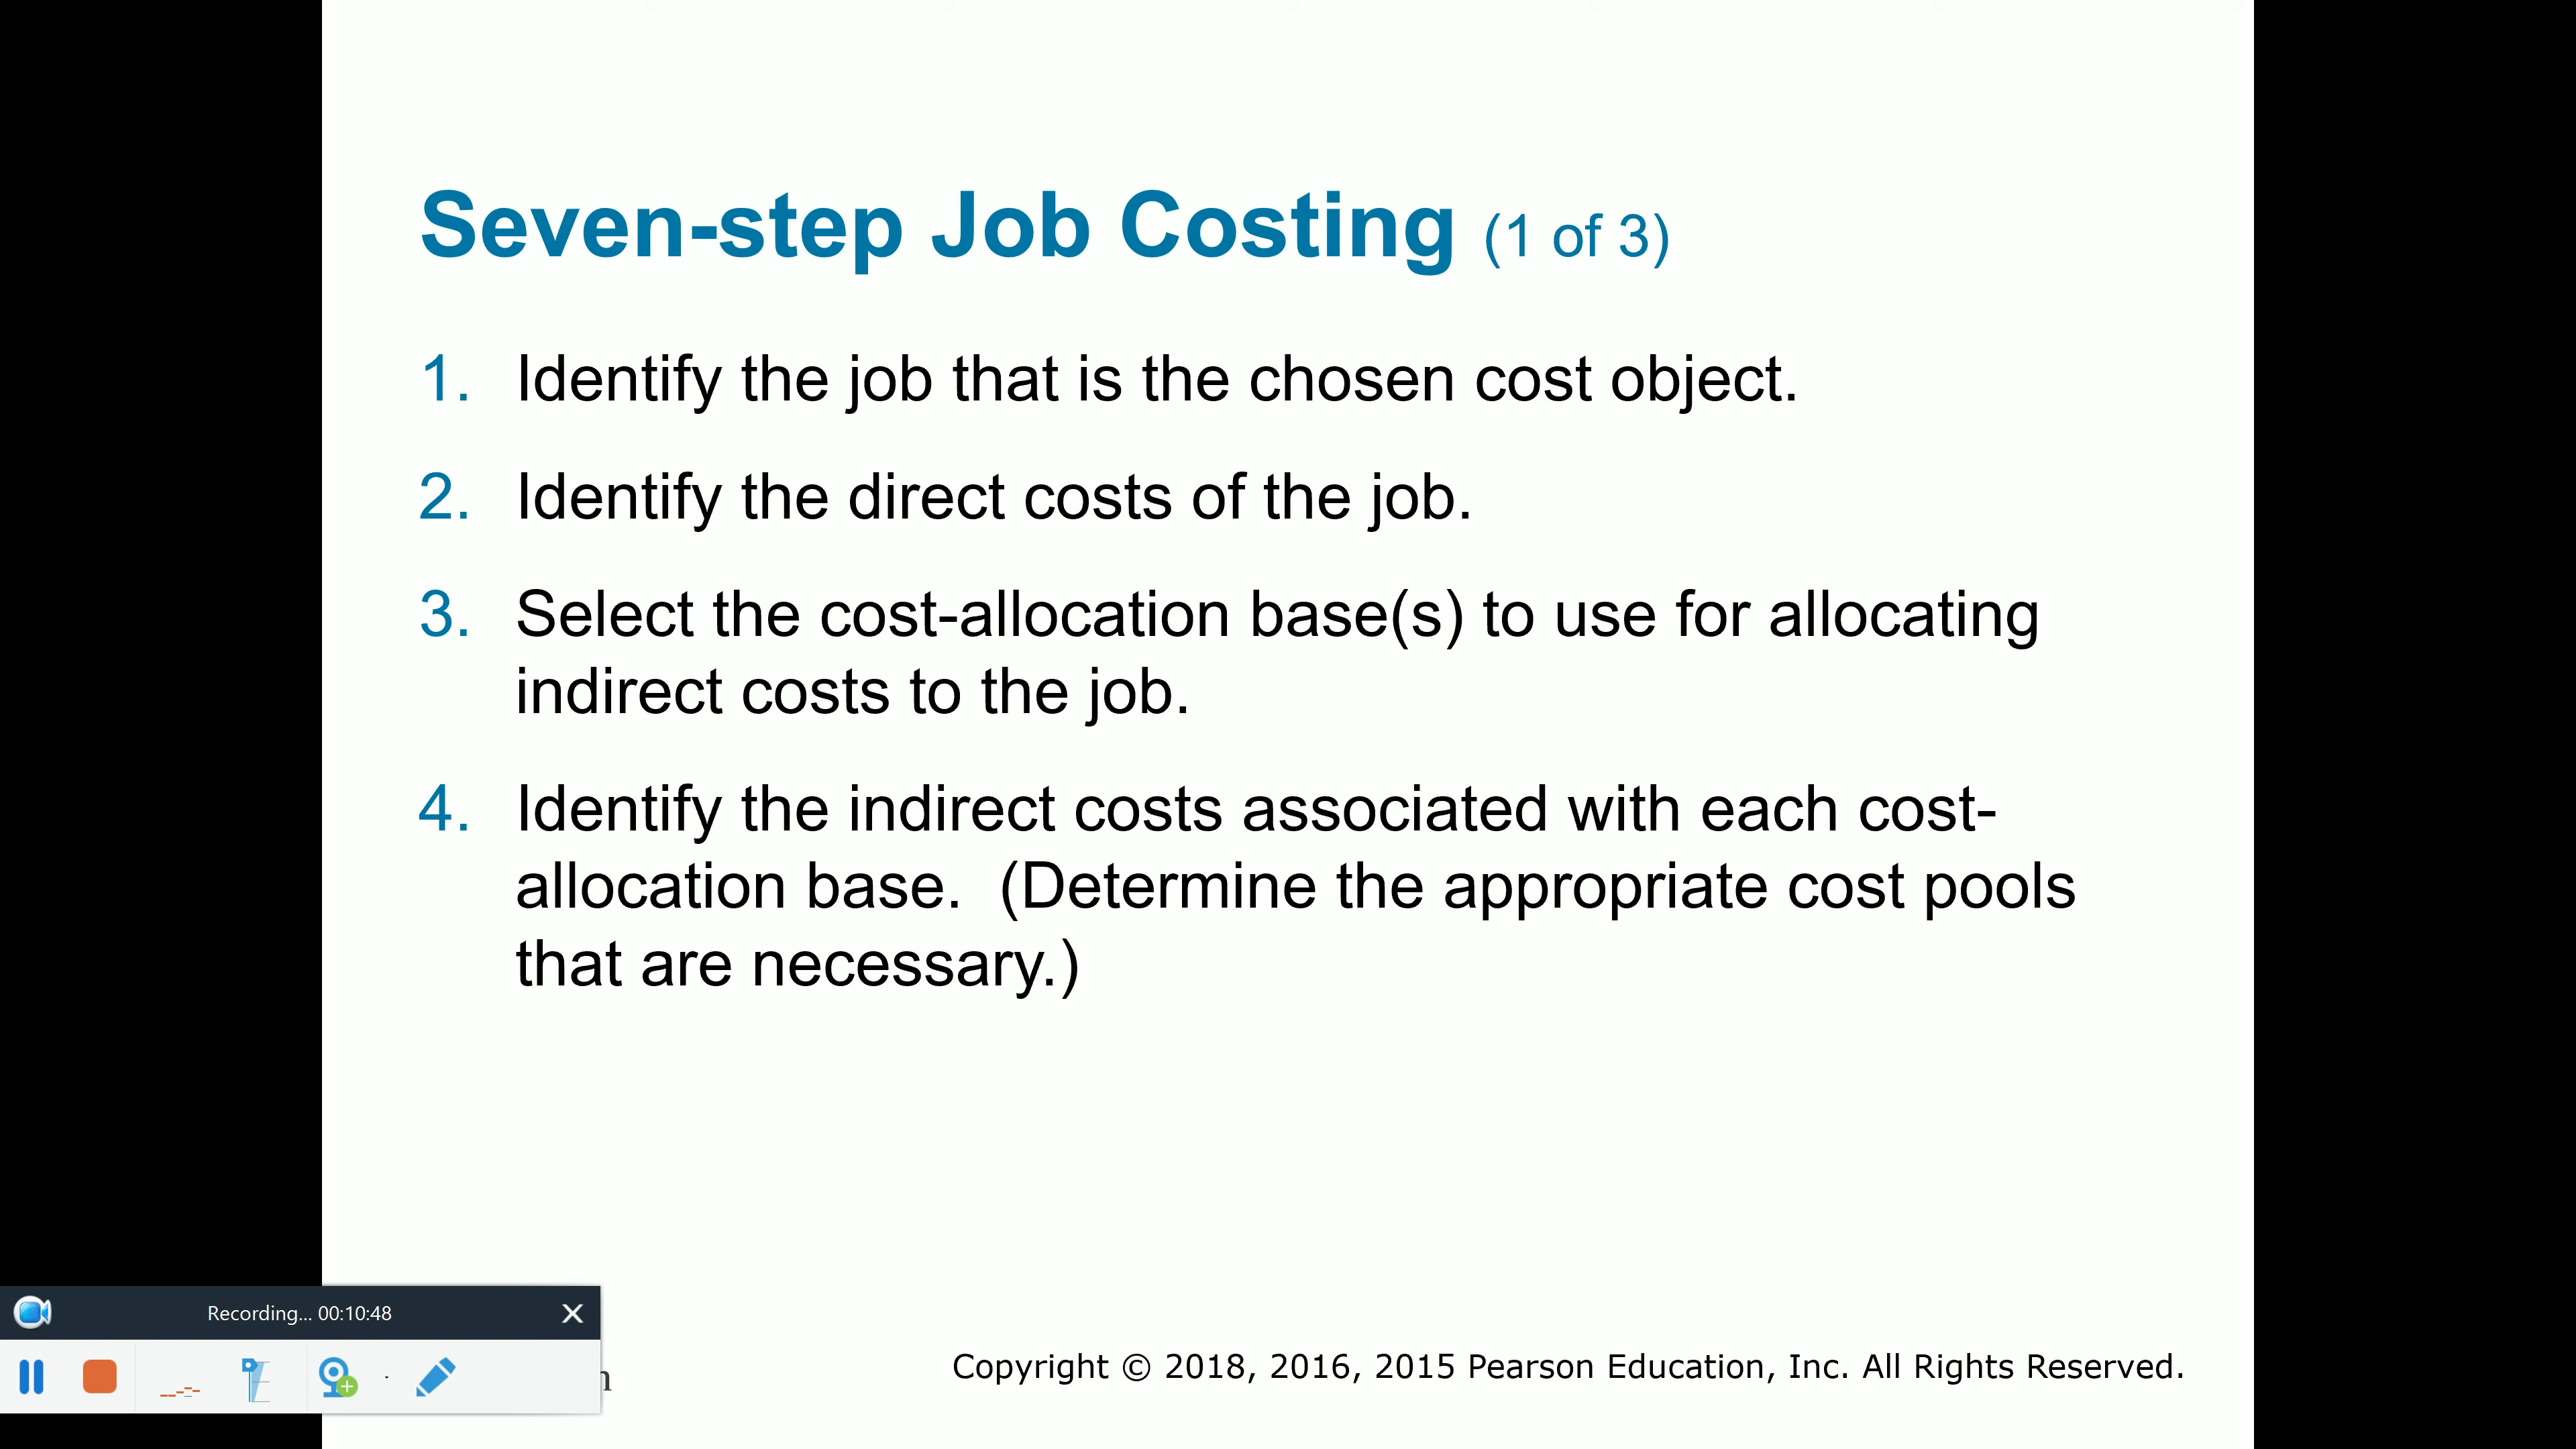 Seven-step Job Costing (1 of 3)
1. Identify the job that is the chosen cost object.
2. Identify the direct costs of the job.
3. Select the cost-allocation base(s) to use for allocating
indirect costs to the job.
4. Identify the indirect costs associated with each cost-
allocation base. (Determine the appropriate cost pools
that are necessary.)
Recording... 00:10:48
Copyright © 2018, 2016, 2015 Pearson Education, Inc. All Rights Reserved.